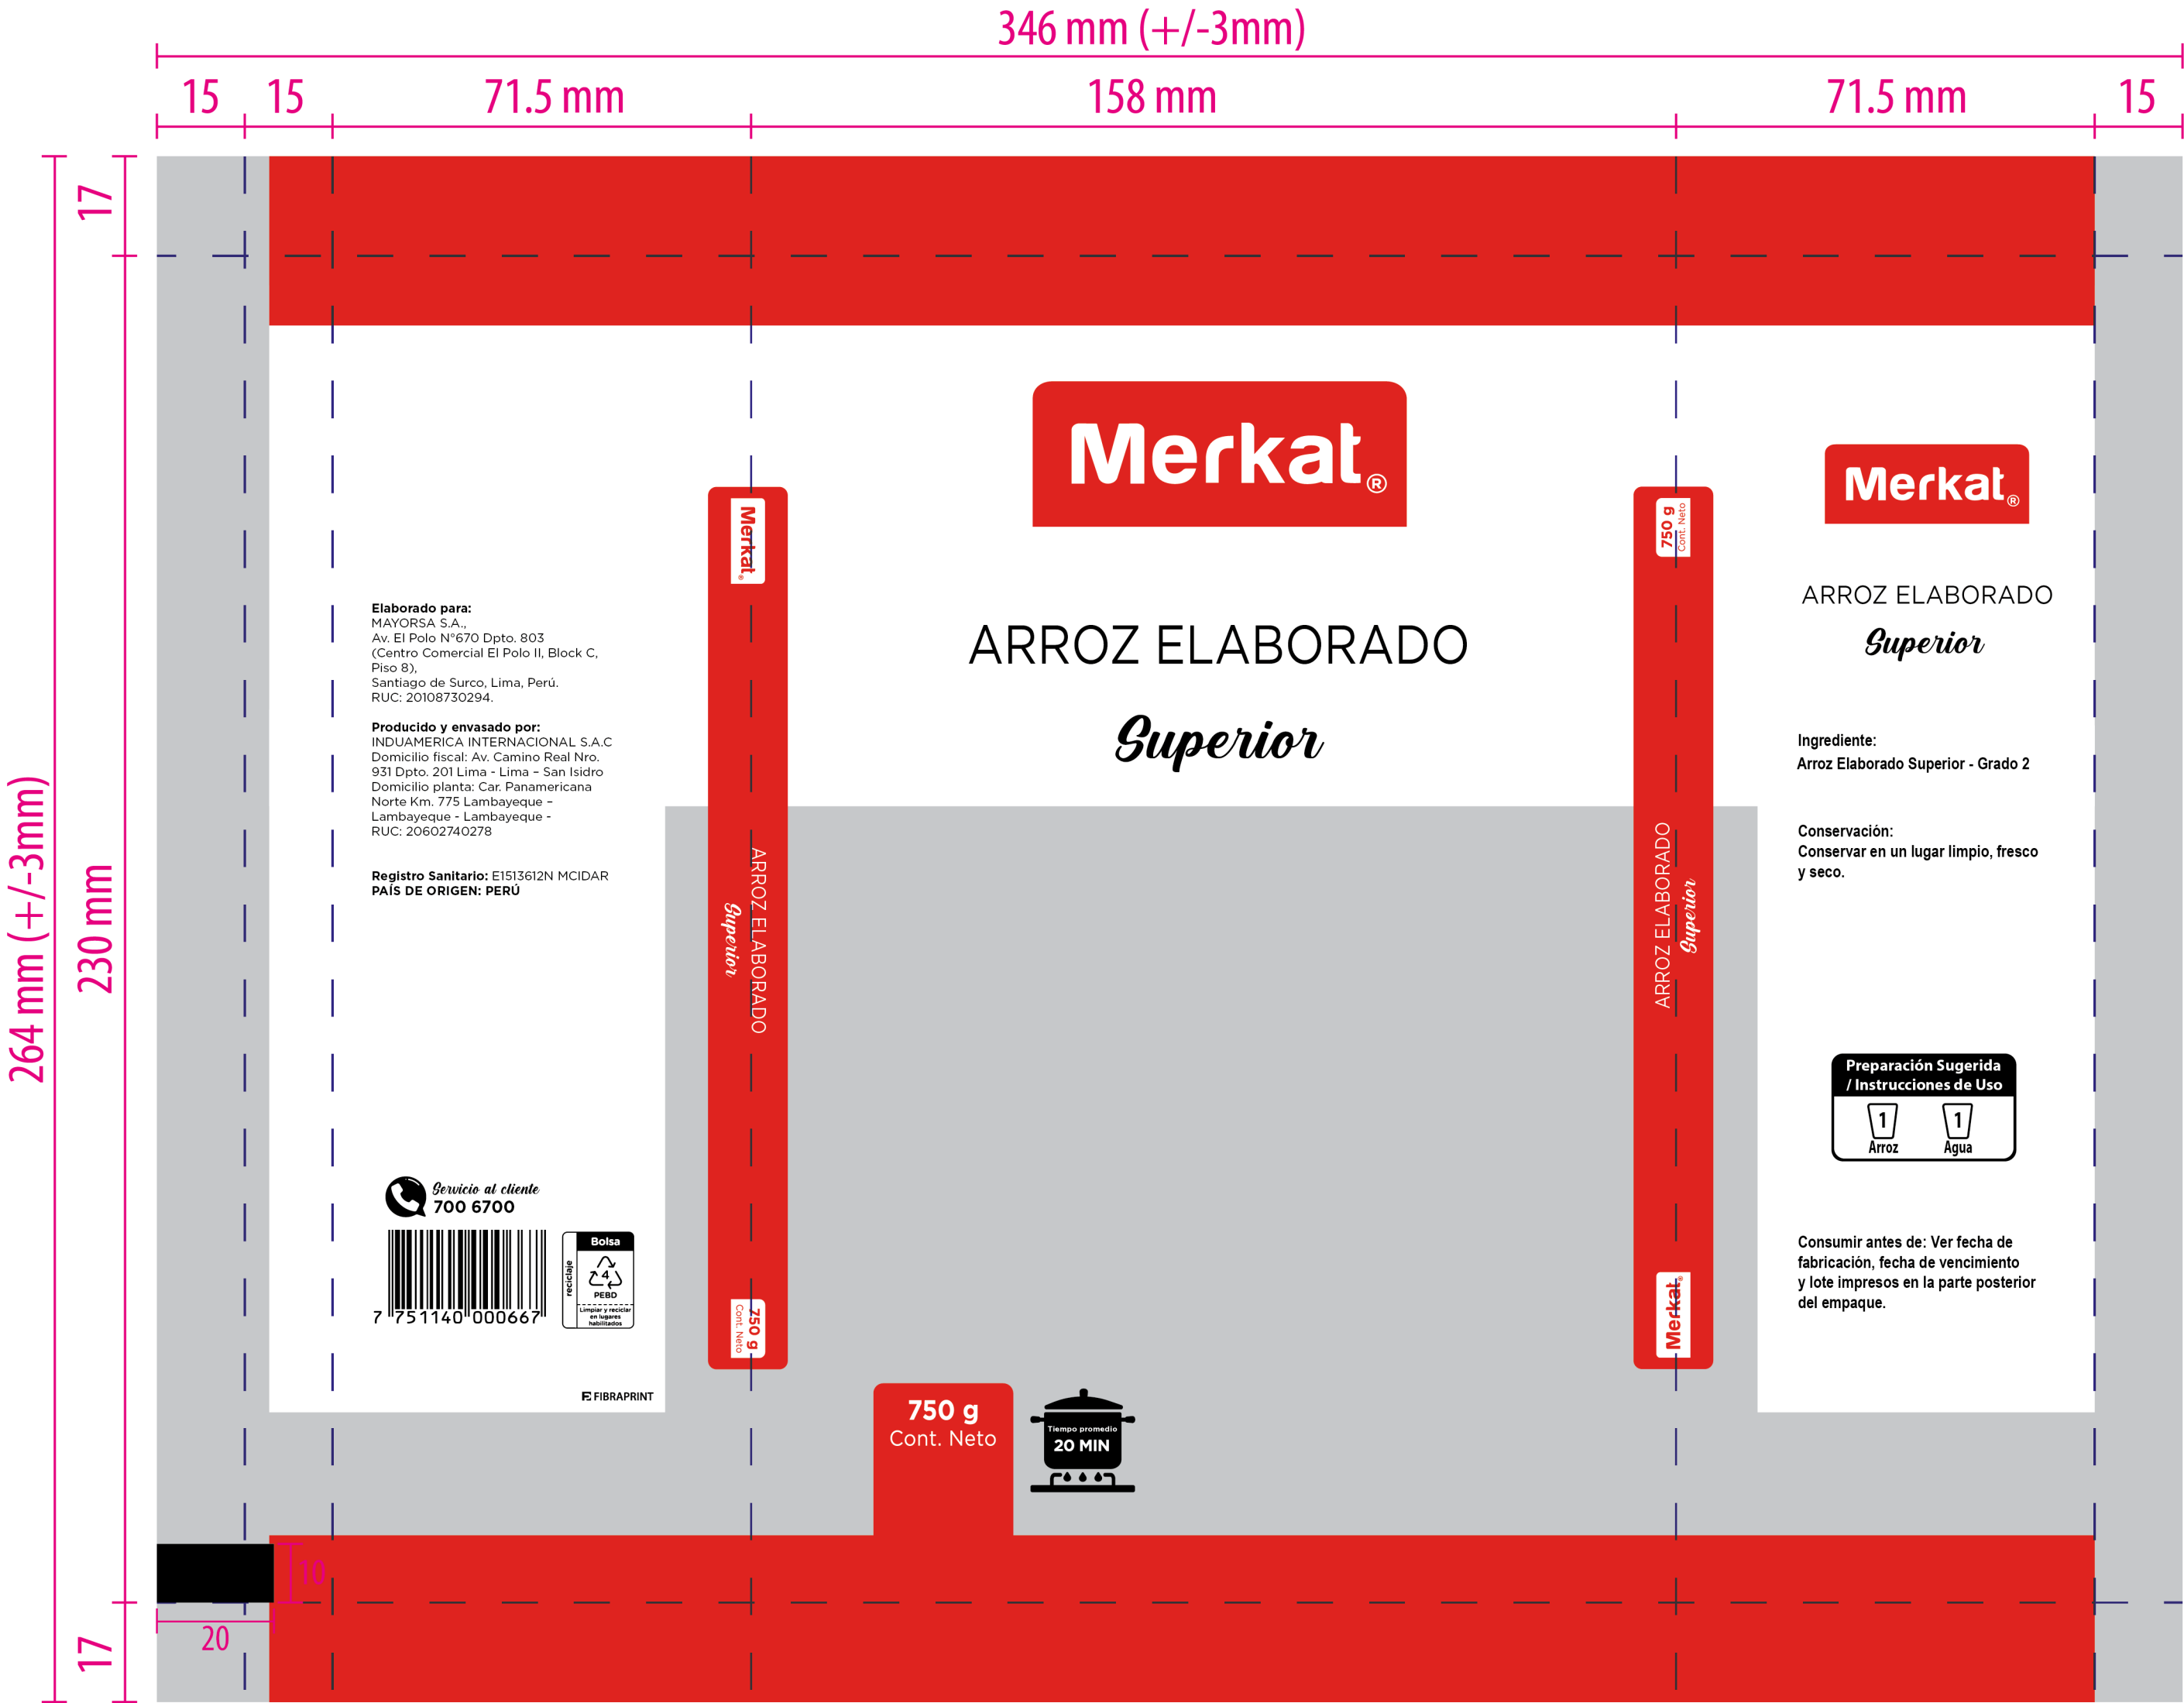 346 mm (+/-3mm)
15
15
71.5 mm
158 mm
71.5 mm
15
17
264 mm (+/-3mm)
230 mm
17
Elaborado para:
MAYORSA S.A.,
Av. El Polo N°670 Dpto. 803
(Centro Comercial El Polo II, Block C,
Piso 8),
Santiago de Surco, Lima, Perú.
RUC: 20108730294.
Producido y envasado por:
INDUAMERICA INTERNACIONAL S.A.C
Domicilio fiscal: Av. Camino Real Nro.
931 Dpto. 201 Lima - Lima – San Isidro
Domicilio planta: Car. Panamericana
Norte Km. 775 Lambayeque –
Lambayeque - Lambayeque -
RUC: 20602740278
Registro Sanitario: E1513612N MCIDAR
PAÍS DE ORIGEN: PERÚ
Servicio al cliente
700 6700
7 751140 000667
reciclaje
Bolsa
4
PEBD
Limpiar y reciclar
en lugares
habilitados
FIBRAPRINT
Merkat®
ARROZ ELABORADO
Superior
750 g
Cont. Neto
Merkat®
ARROZ ELABORADO
Superior
750 g
Cont. Neto
Tiempo promedio
20 MIN
750 g
Cont. Neto
ARROZ ELABORADO
Superior
Merkat®
Merkat®
ARROZ ELABORADO
Superior
Ingrediente:
Arroz Elaborado Superior - Grado 2
Conservación:
Conservar en un lugar limpio, fresco
y seco.
Preparación Sugerida
/ Instrucciones de Uso
1
1
Arroz
Agua
Consumir antes de: Ver fecha de
fabricación, fecha de vencimiento
y lote impresos en la parte posterior
del empaque.
10
20